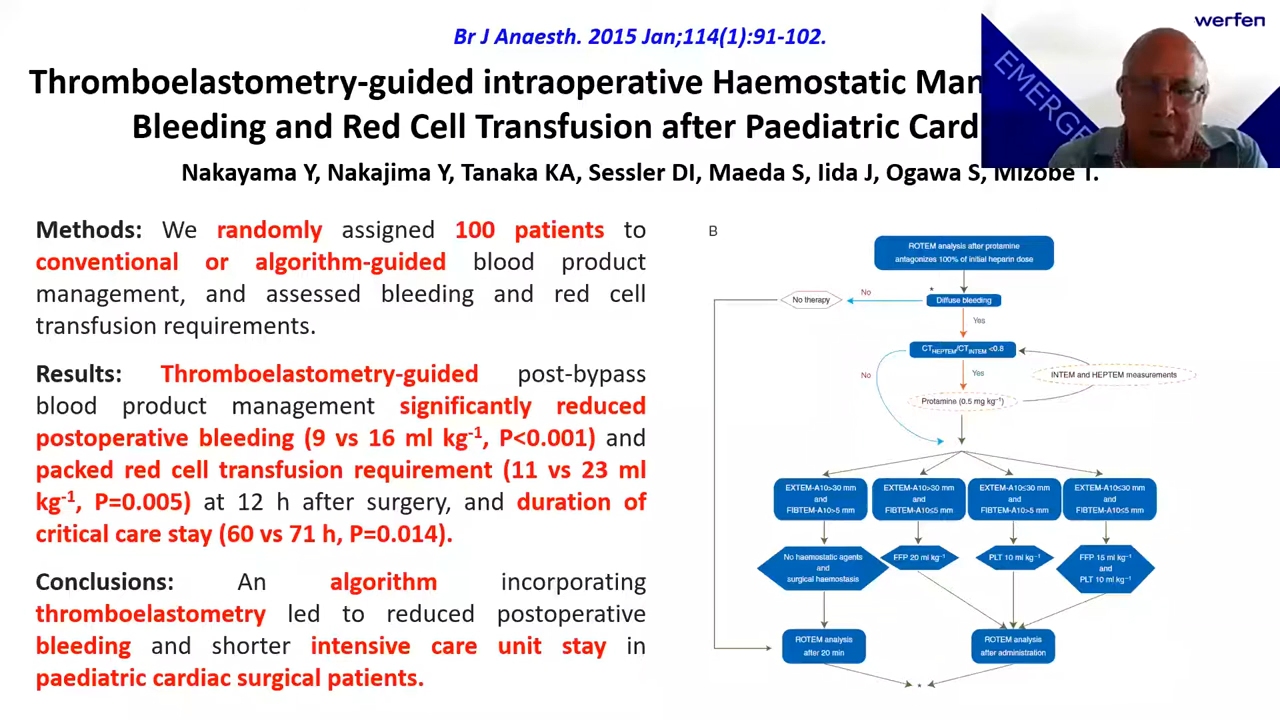 werfen
Br J Anaesth. 2015 Jan;114(1):91-102.
Thromboelastometry-guided intraoperative Haemostatic Man
Bleeding and Red Cell Transfusion after Paediatric Card
EMERGE
Nakayama Y, Nakajima Y, Tanaka KA, Sessler DI, Maeda S, Iida J, Ogawa S, Mizobe T.
Methods: We randomly assigned 100 patients to
conventional or algorithm-guided blood product
management, and assessed bleeding and red cell
transfusion requirements.
Results: Thromboelastometry-guided post-bypass
blood product management significantly reduced
postoperative bleeding (9 vs 16 ml kg⁻¹, P<0.001) and
packed red cell transfusion requirement (11 vs 23 ml
kg⁻¹, P=0.005) at 12 h after surgery, and duration of
critical care stay (60 vs 71 h, P=0.014).
Conclusions: An algorithm incorporating
thromboelastometry led to reduced postoperative
bleeding and shorter intensive care unit stay in
paediatric cardiac surgical patients.
B
ROTEM analysis after protamine
antagonizes 100% of initial heparin dose
No therapy
No
*
Diffuse bleeding
Yes
CT HEPTEM/CT INTEM <0.8
No
Yes
INTEM and HEPTEM measurements
Protamine (0.5 mg kg⁻¹)
EXTEM-A10>30 mm
and
FIBTEM-A10>5 mm
EXTEM-A10>30 mm
and
FIBTEM-A10≤5 mm
EXTEM-A10≤30 mm
and
FIBTEM-A10>5 mm
EXTEM-A10≤30 mm
and
FIBTEM-A10≤5 mm
No haemostatic agents
and
surgical haemostasis
FFP 20 ml kg⁻¹
PLT 10 ml kg⁻¹
FFP 15 ml kg⁻¹
and
PLT 10 ml kg⁻¹
ROTEM analysis
after 20 min
ROTEM analysis
after administration
*